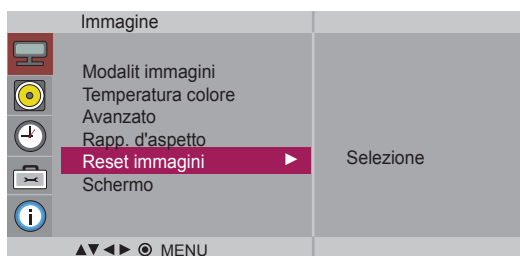 Immagine
Modalit immagini
Temperatura colore
Avanzato
Rapp. d'aspetto
Reset immagini ►
Selezione
Schermo
▲▼◄► ◉ MENU